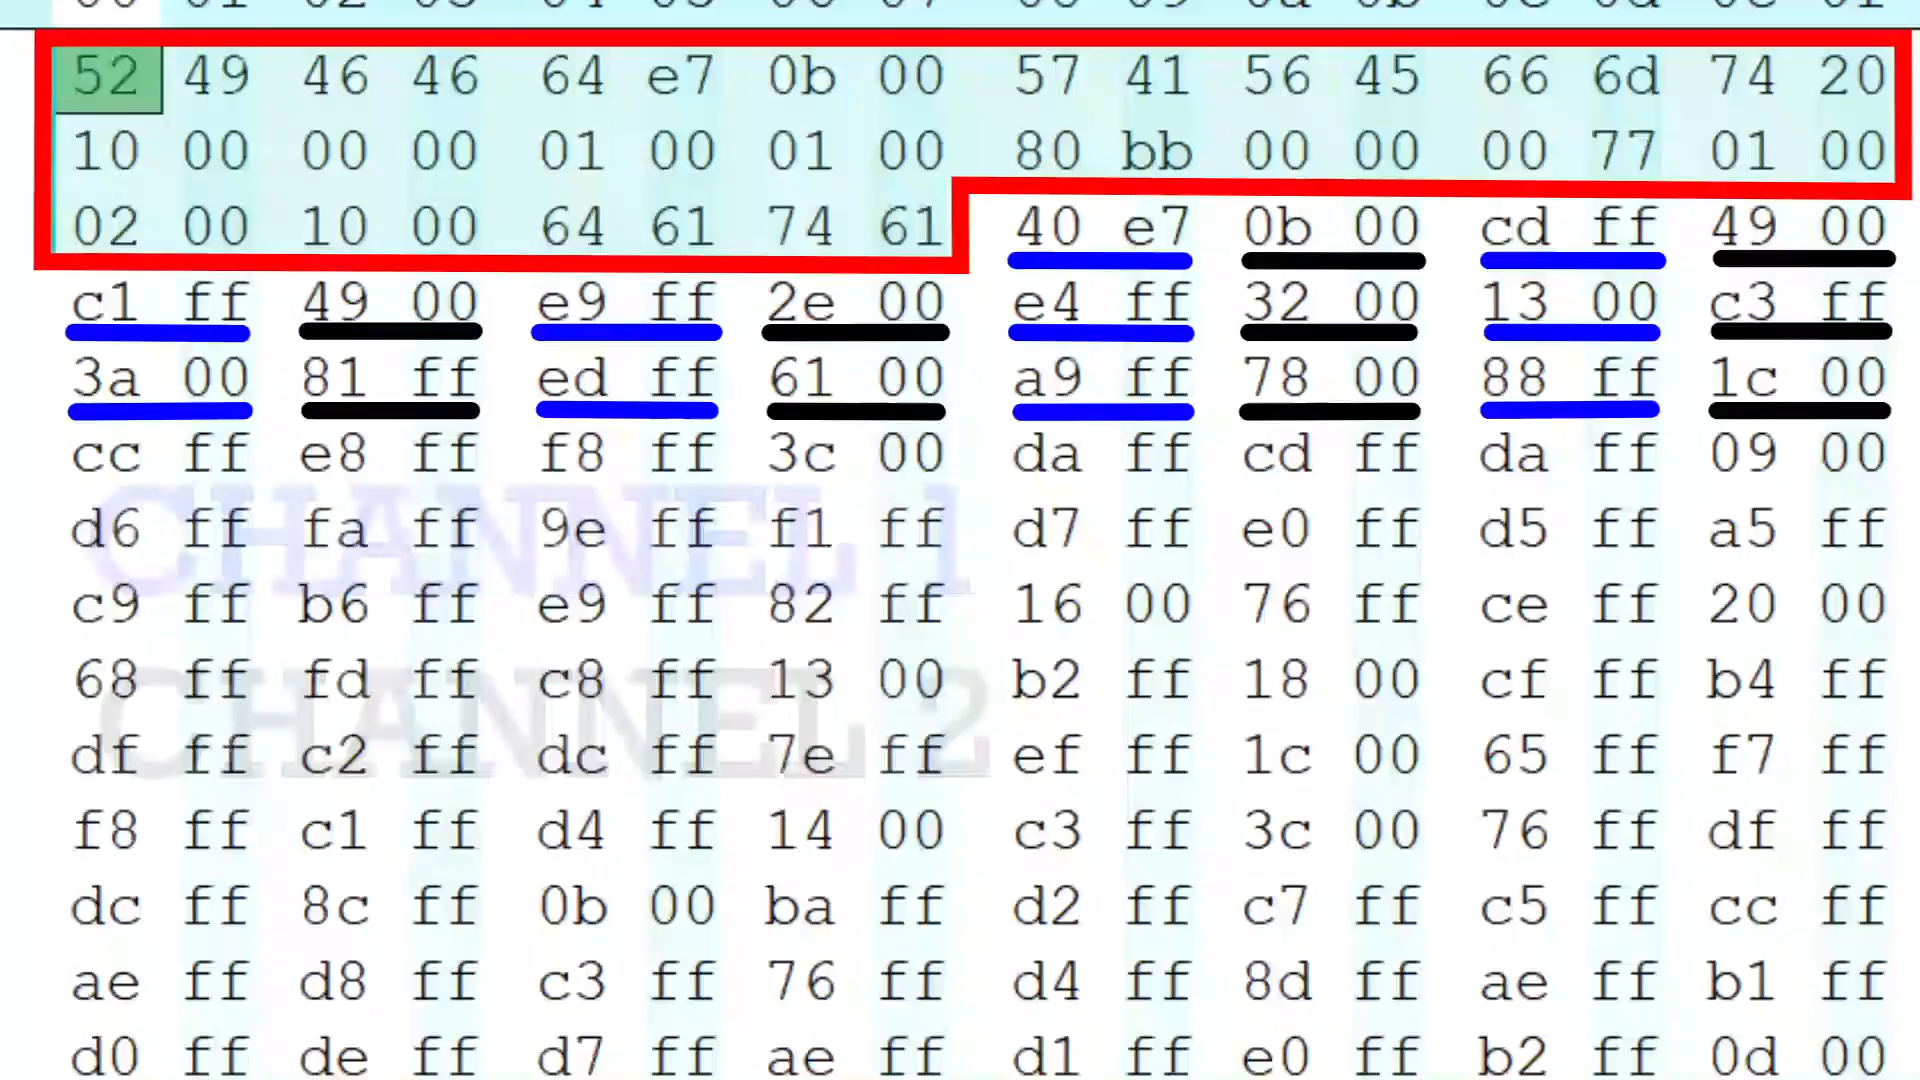 52 49 46 46 64 e7 0b 00 57 41 56 45 66 6d 74 20
10 00 00 00 01 00 01 00 80 bb 00 00 00 77 01 00
02 00 10 00 64 61 74 61 40 e7 0b 00 cd ff 49 00
c1 ff 49 00 e9 ff 2e 00 e4 ff 32 00 13 00 c3 ff
3a 00 81 ff ed ff 61 00 a9 ff 78 00 88 ff 1c 00
cc ff e8 ff f8 ff 3c 00 da ff cd ff da ff 09 00
CHANNEL 1
d6 ff fa ff 9e ff f1 ff d7 ff e0 ff d5 ff a5 ff
c9 ff b6 ff e9 ff 82 ff 16 00 76 ff ce ff 20 00
68 ff fd ff c8 ff 13 00 b2 ff 18 00 cf ff b4 ff
CHANNEL 2
df ff c2 ff dc ff 7e ff ef ff 1c 00 65 ff f7 ff
f8 ff c1 ff d4 ff 14 00 c3 ff 3c 00 76 ff df ff
dc ff 8c ff 0b 00 ba ff d2 ff c7 ff c5 ff cc ff
ae ff d8 ff c3 ff 76 ff d4 ff 8d ff ae ff b1 ff
d0 ff de ff d7 ff ae ff d1 ff e0 ff b2 ff 0d 00